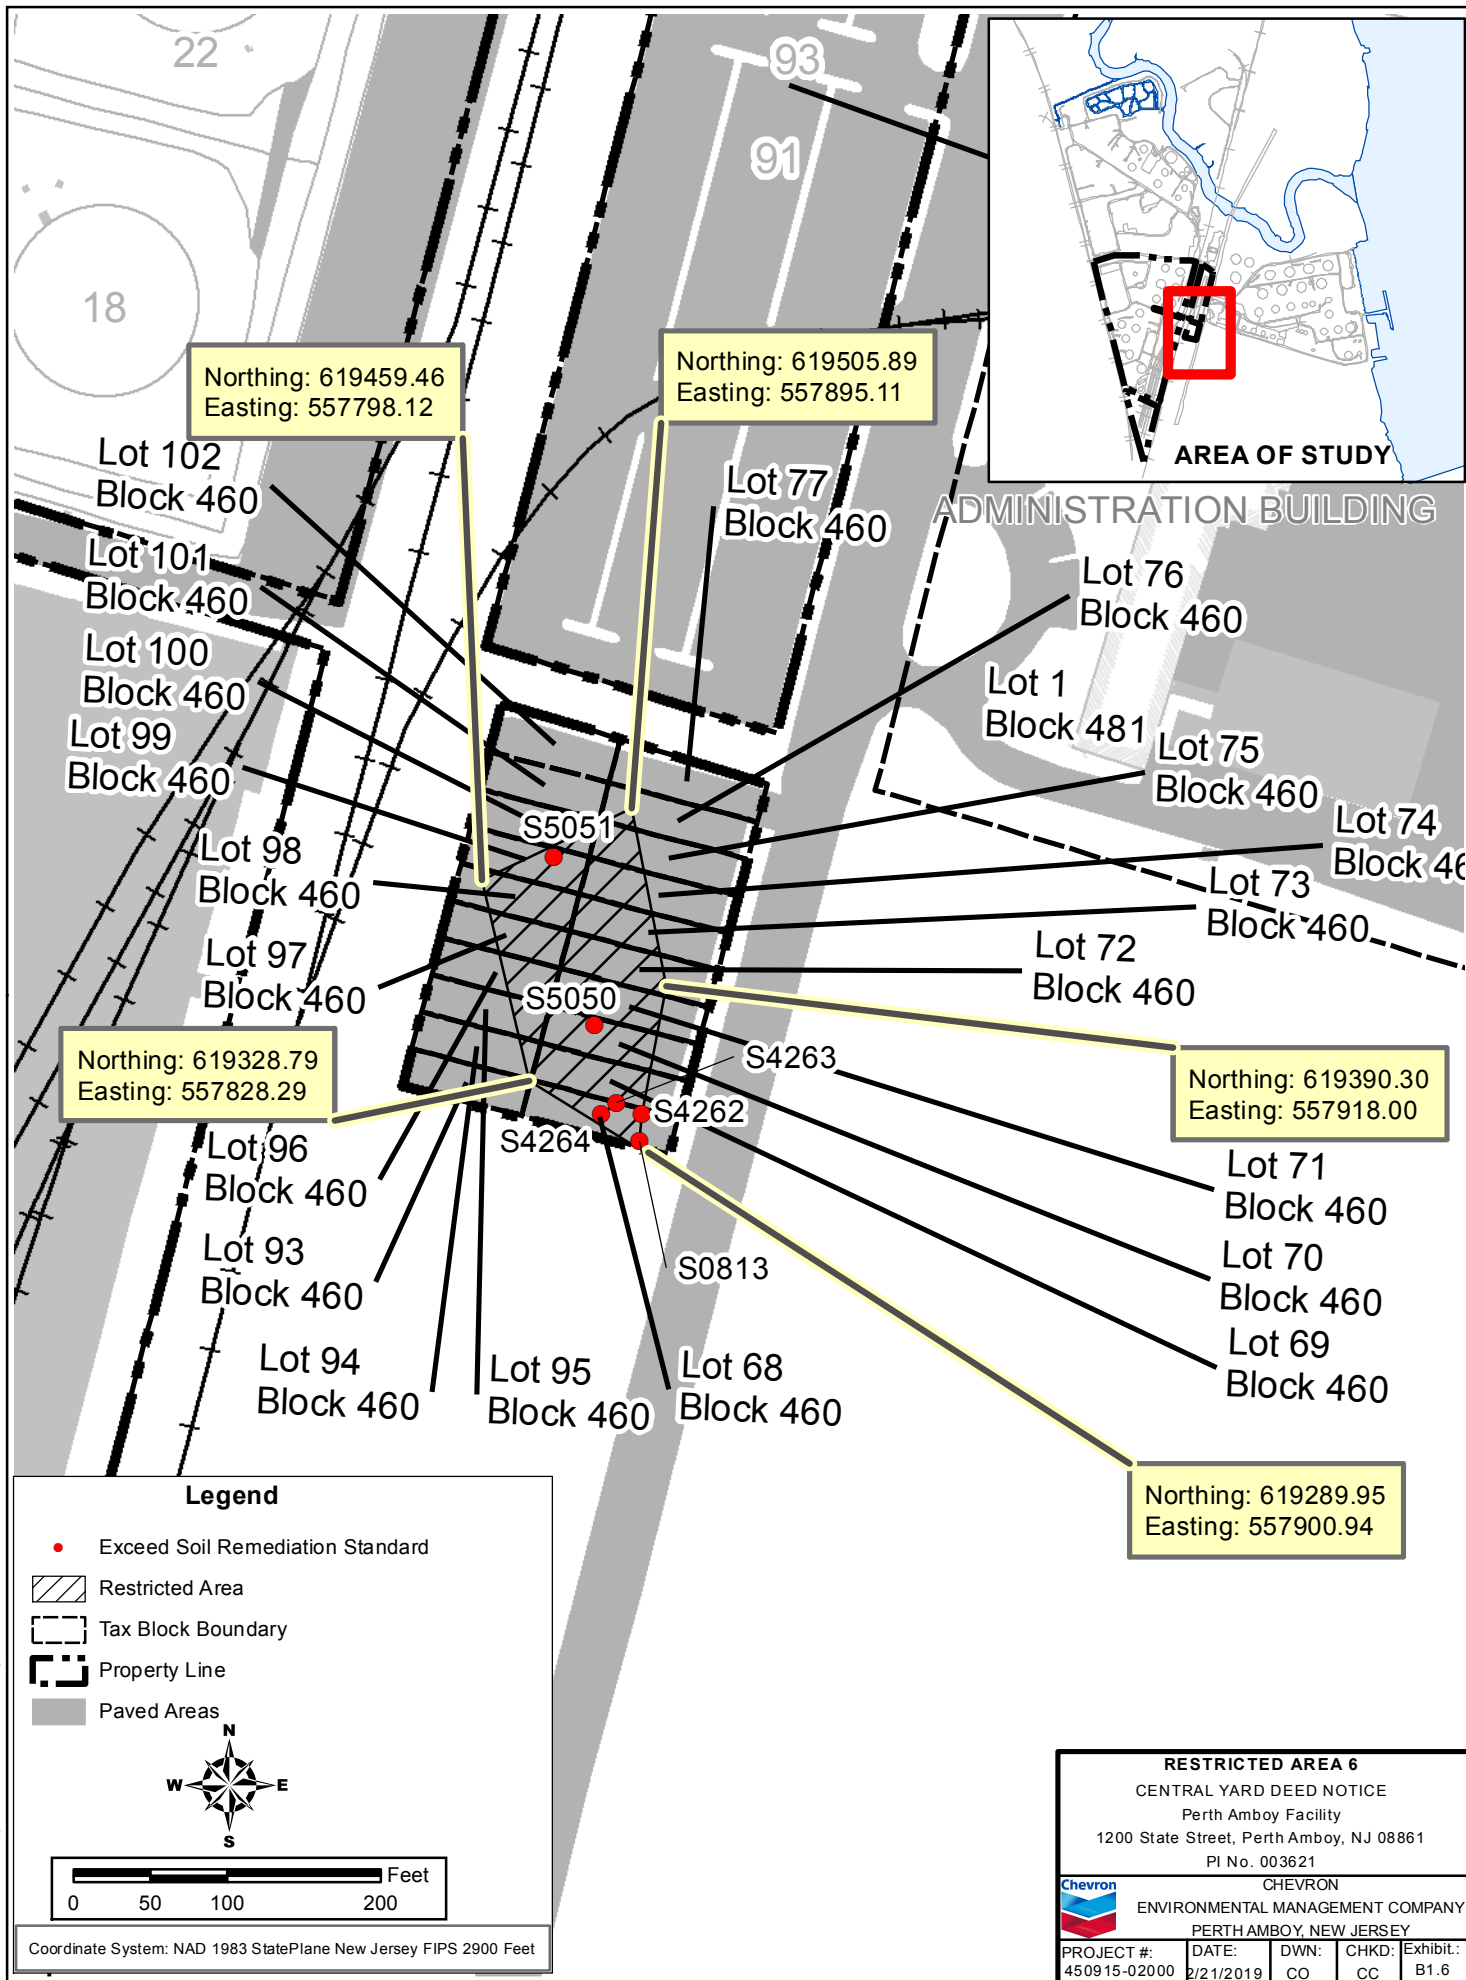 22
93
91
18
AREA OF STUDY
ADMINISTRATION BUILDING
Northing: 619459.46
Easting: 557798.12
Northing: 619505.89
Easting: 557895.11
Lot 102
Block 460
Lot 77
Block 460
Lot 101
Block 460
Lot 76
Block 460
Lot 100
Block 460
Lot 1
Block 481
Lot 99
Block 460
Lot 75
Block 460
Lot 74
Block 46
S5051
Lot 98
Block 460
Lot 73
Block 460
Lot 97
Block 460
Lot 72
Block 460
S5050
Northing: 619328.79
Easting: 557828.29
S4263
Northing: 619390.30
Easting: 557918.00
S4262
S4264
Lot 96
Block 460
Lot 71
Block 460
Lot 93
Block 460
S0813
Lot 70
Block 460
Lot 94
Block 460
Lot 95
Block 460
Lot 68
Block 460
Lot 69
Block 460
Northing: 619289.95
Easting: 557900.94
Legend
Exceed Soil Remediation Standard
Restricted Area
Tax Block Boundary
Property Line
Paved Areas
N
W E
S
Feet
0 50 100 200
Coordinate System: NAD 1983 StatePlane New Jersey FIPS 2900 Feet
RESTRICTED AREA 6
CENTRAL YARD DEED NOTICE
Perth Amboy Facility
1200 State Street, Perth Amboy, NJ 08861
PI No. 003621
Chevron
CHEVRON
ENVIRONMENTAL MANAGEMENT COMPANY
PERTH AMBOY, NEW JERSEY
PROJECT #: DATE: DWN: CHKD: Exhibit.:
450915-02000 2/21/2019 CO CC B1.6